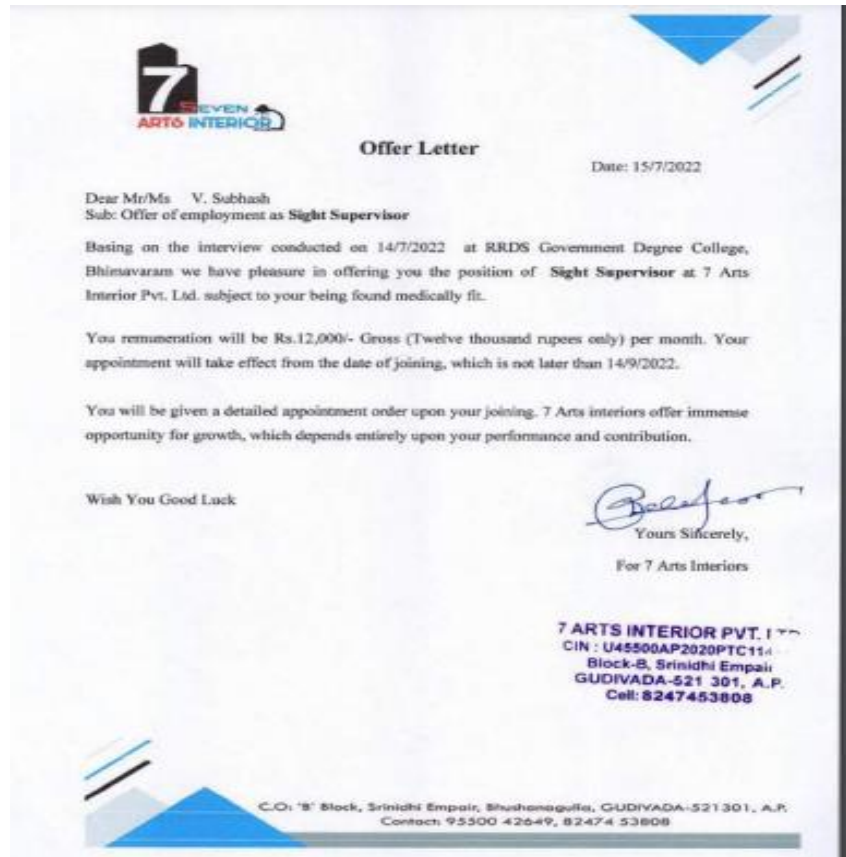 7
SEVEN
ARTS INTERIOR
Offer Letter
Date: 15/7/2022
Dear Mr/Ms V. Subhash
Sub: Offer of employment as Sight Supervisor
Basing on the interview conducted on 14/7/2022 at RRDS Government Degree College,
Bhimavaram we have pleasure in offering you the position of Sight Supervisor at 7 Arts
Interior Pvt. Ltd. subject to your being found medically fit.
You remuneration will be Rs.12,000/- Gross (Twelve thousand rupees only) per month. Your
appointment will take effect from the date of joining, which is not later than 14/9/2022.
You will be given a detailed appointment order upon your joining. 7 Arts interiors offer immense
opportunity for growth, which depends entirely upon your performance and contribution.
Wish You Good Luck
Yours Sincerely,
For 7 Arts Interiors
7 ARTS INTERIOR PVT.
CIN : U45500AP2020PTC114
Block-B, Srinidhi Empair
GUDIVADA-521 301, A.P.
Cell: 8247453808
C.O: 'B' Block, Srinidhi Empair, Bhushanagulla, GUDIVADA-521301, A.P.
Contact: 95500 42649, 82474 53808